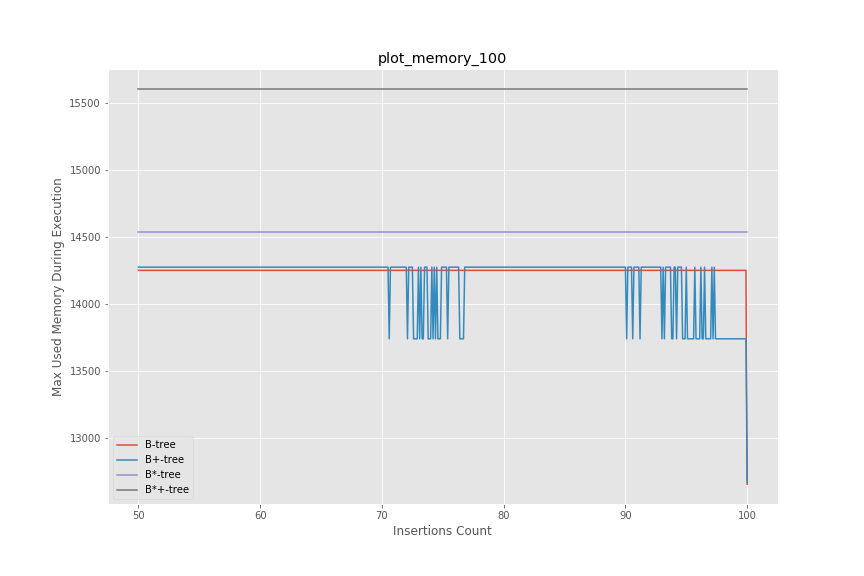 plot_memory_100
Max Used Memory During Execution
15500
15000
14500
14000
13500
13000
B-tree
B+-tree
B*-tree
B*+-tree
50
60
70
80
90
100
Insertions Count